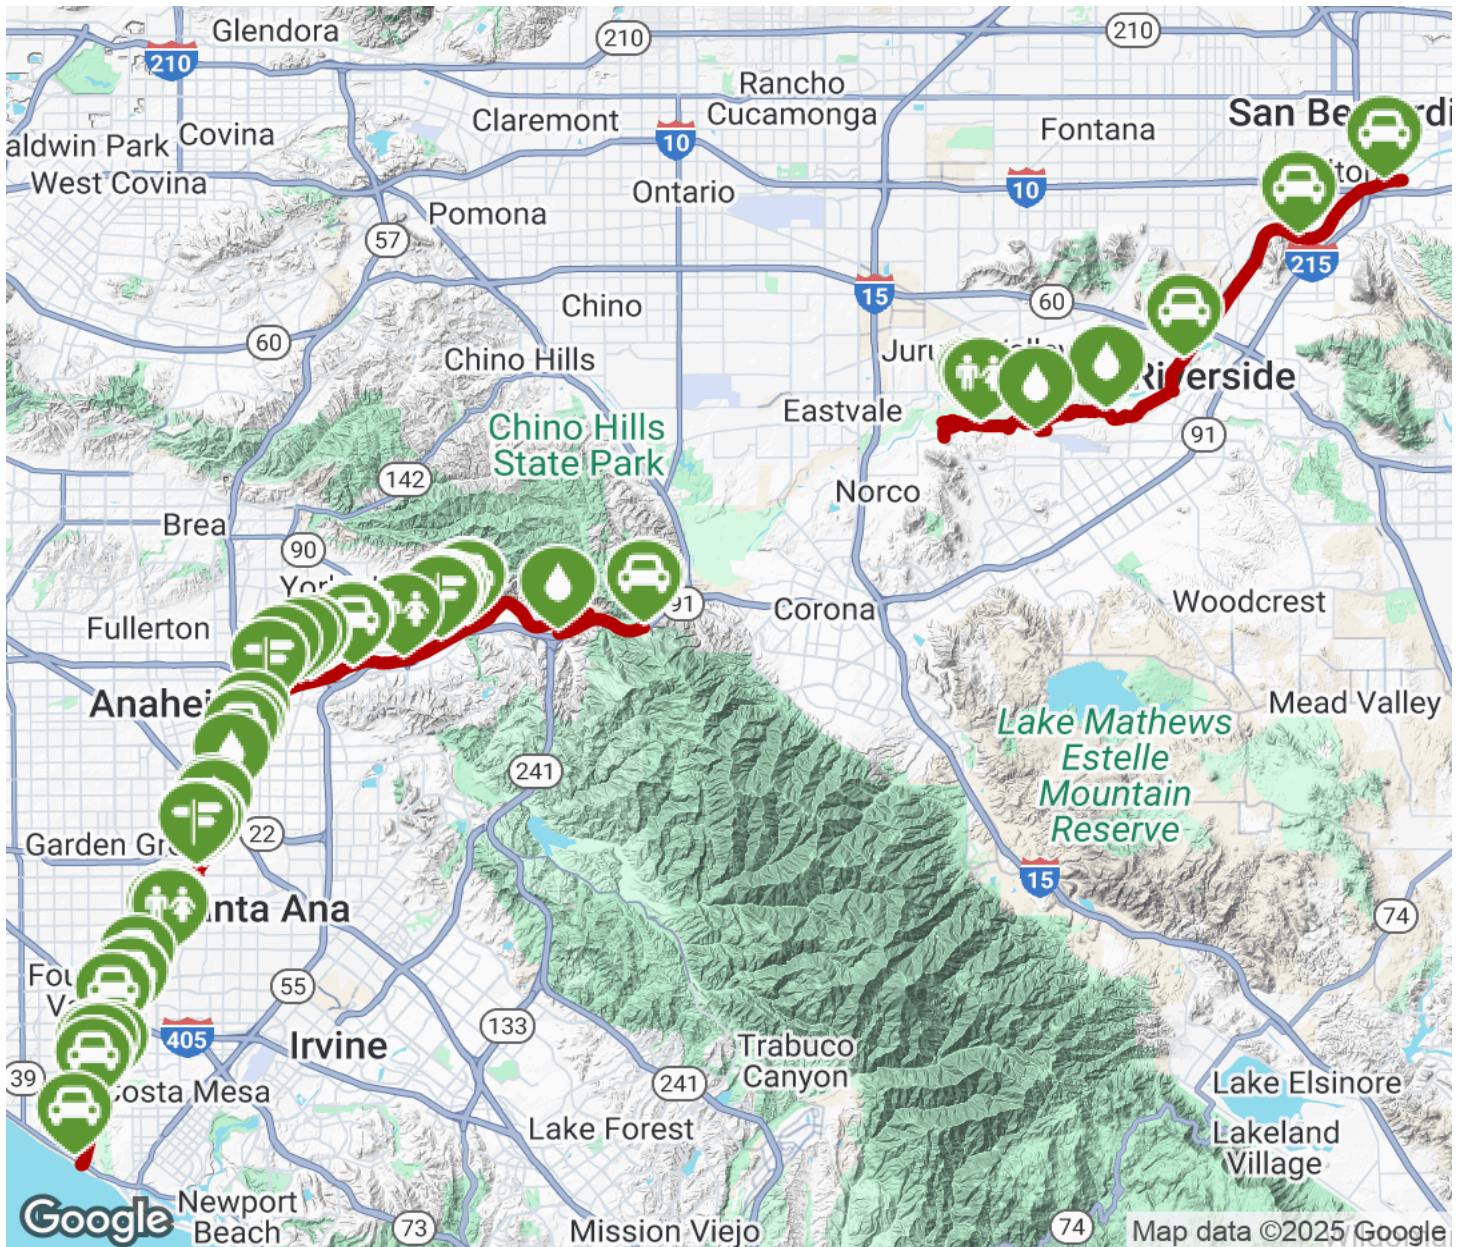 Glendora
210
210
210
Rancho
Cucamonga
San Be
Claremont
Fontana
Covina
aldwin Park
10
West Covina
Ontario
10
Pomona
57
215
15
60
Chino
60
Chino Hills
Riverside
Eastvale
Chino Hills
State Park
91
142
Norco
Brea
90
91
Corona
Woodcrest
Fullerton
Anahei
Mead Valley
Lake Mathews
Estelle
Mountain
Reserve
241
22
Garden Gr
15
nta Ana
74
55
405
133
Irvine
Trabuco
Canyon
39
241
Lake Elsinore
osta Mesa
Lake Forest
Lakeland
Village
Newport
Beach
Google
73
Mission Viejo
74
Map data ©2025 Google